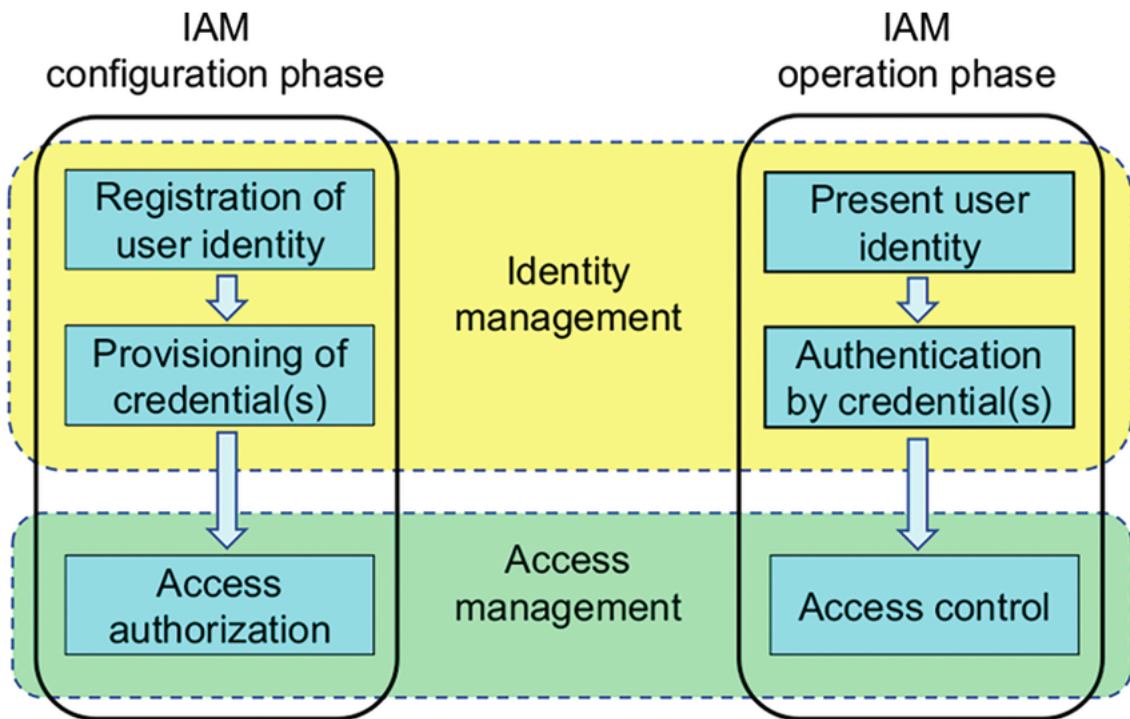 IAM
configuration phase
IAM
operation phase
Registration of
user identity
Present user
identity
Identity
management
Provisioning of
credential(s)
Authentication
by credential(s)
Access
management
Access
authorization
Access control